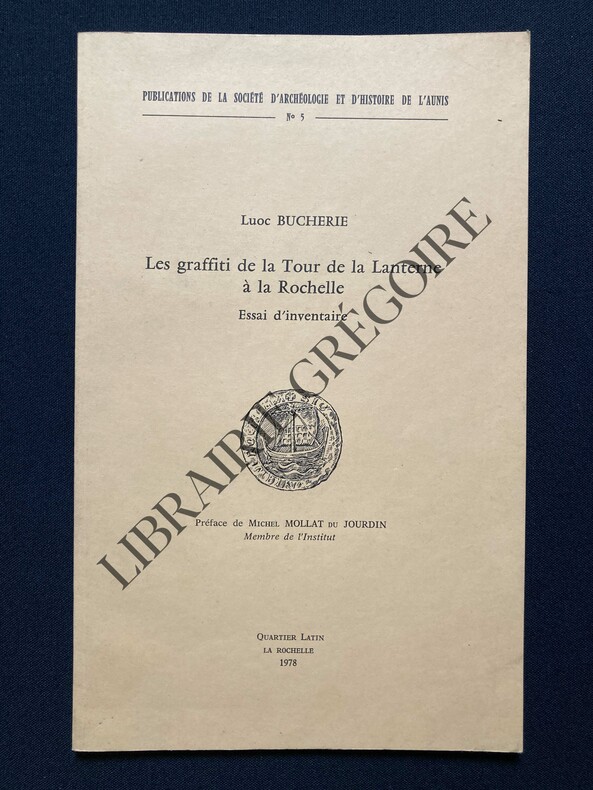 PUBLICATIONS DE LA SOCIÉTÉ D'ARCHÉOLOGIE ET D'HISTOIRE DE L'AUNIS
No 5
Luoc BUCHERIE
Les graffiti de la Tour de la Lanterne
à la Rochelle
Essai d'inventaire
Préface de MICHEL MOLLAT DU JOURDIN
Membre de l'Institut
QUARTIER LATIN
LA ROCHELLE
1978
LIBRAIRIE GRÉGOIRE